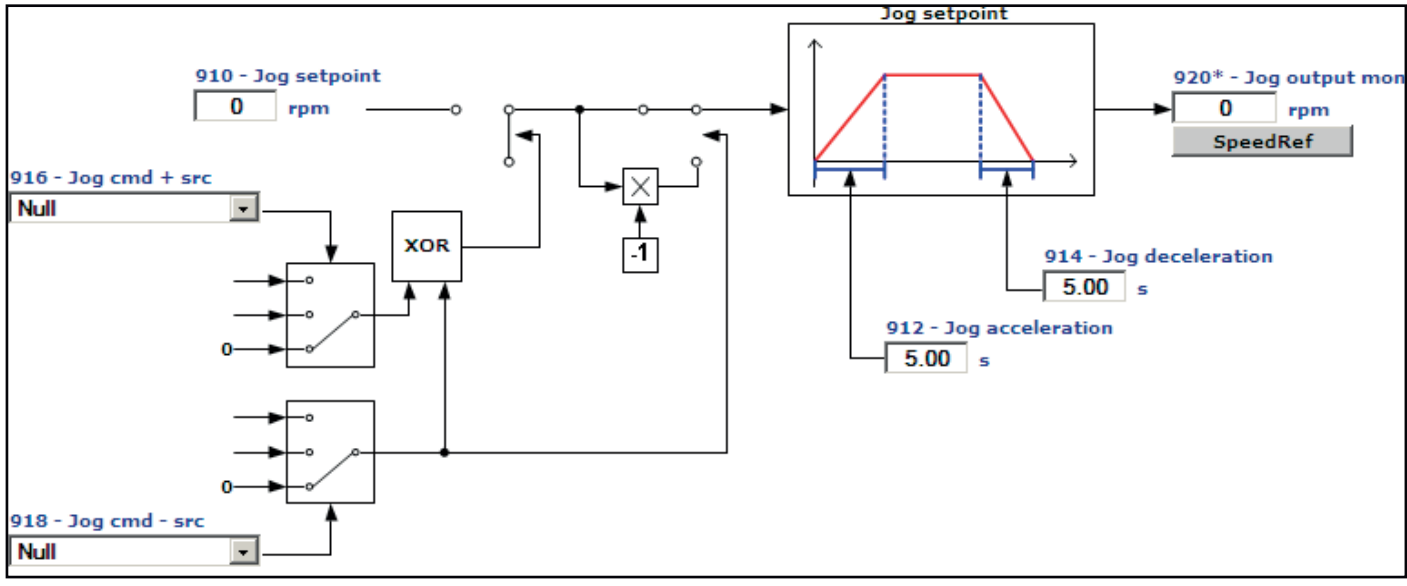 Jog setpoint
910 - Jog setpoint
0 rpm
920* - Jog output mon
0 rpm
SpeedRef
916 - Jog cmd + src
Null
XOR
-1
914 - Jog deceleration
5.00 s
912 - Jog acceleration
5.00 s
0
0
918 - Jog cmd - src
Null